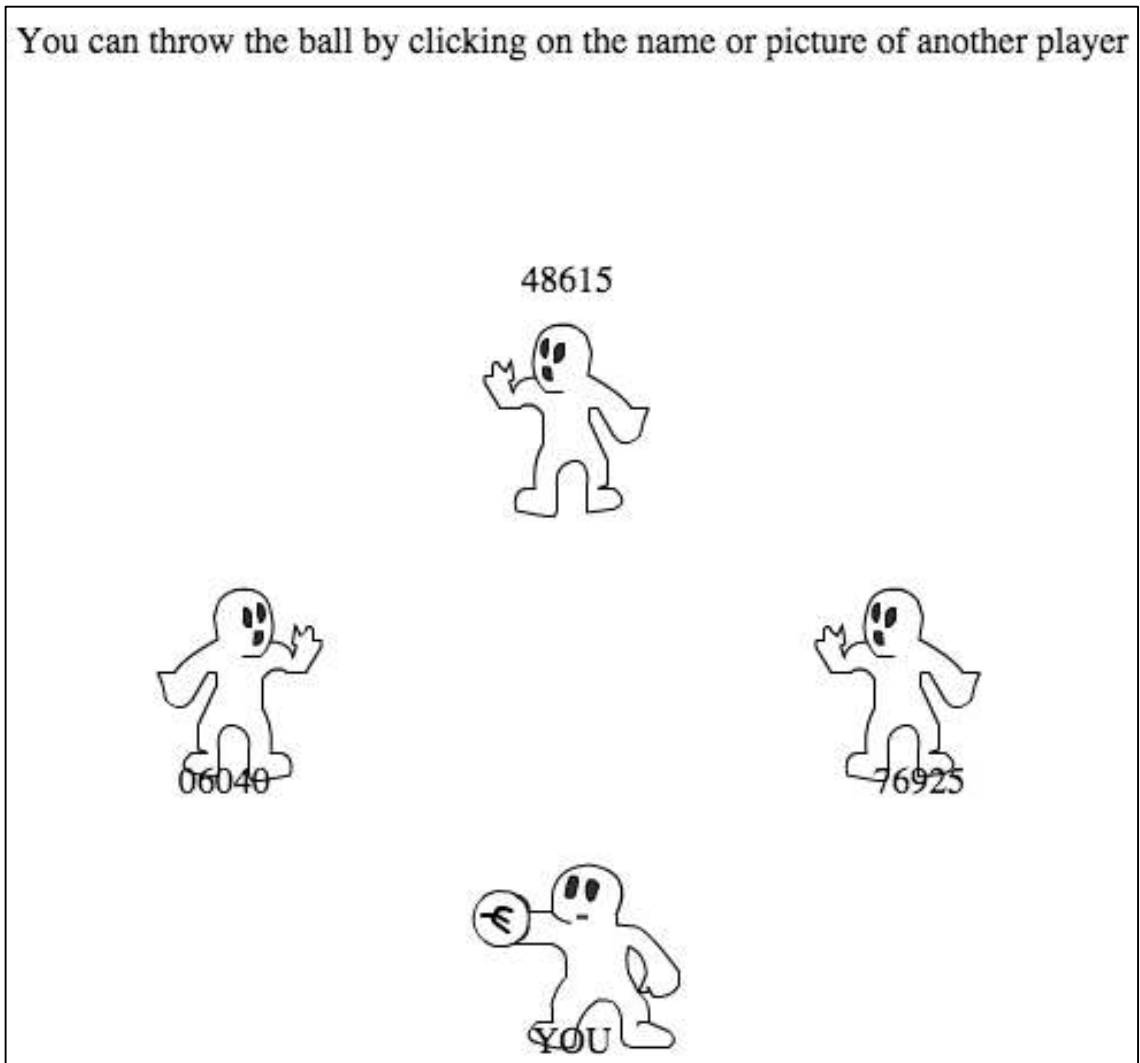 You can throw the ball by clicking on the name or picture of another player
48615
06040
76925
YOU